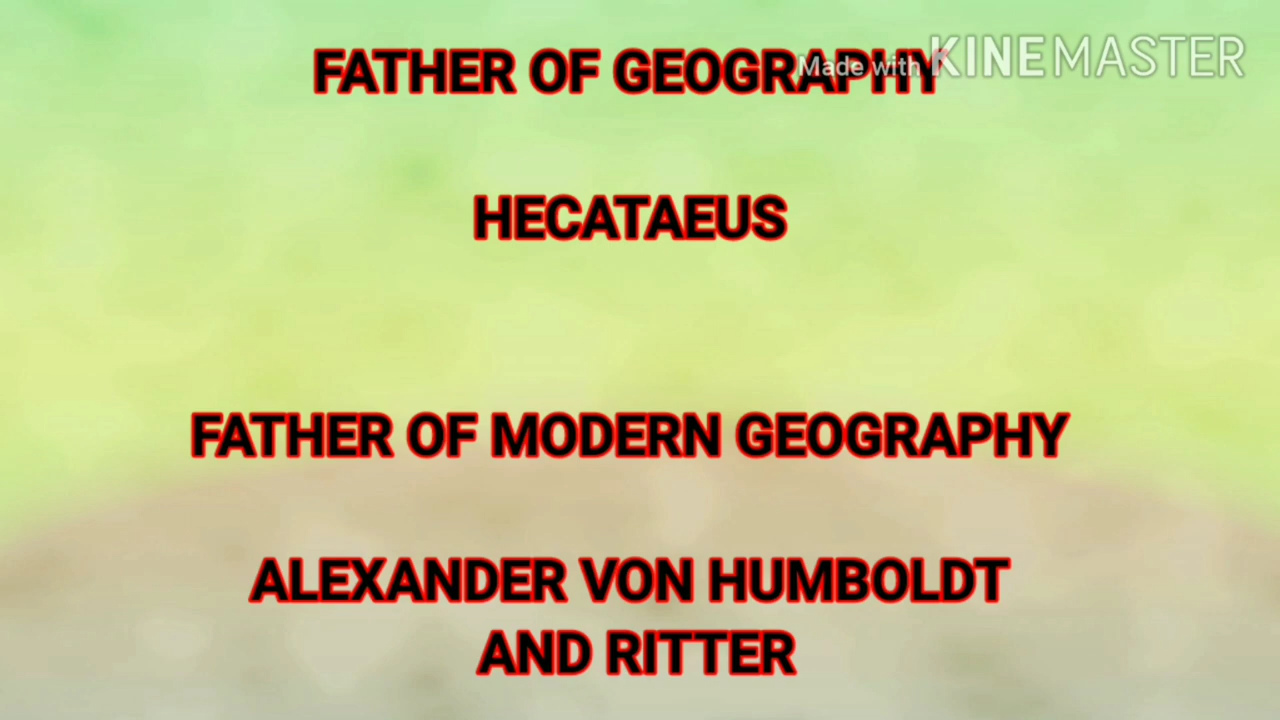 FATHER OF GEOGRAPHY
Made with KINEMASTER
HECATAEUS
FATHER OF MODERN GEOGRAPHY
ALEXANDER VON HUMBOLDT
AND RITTER